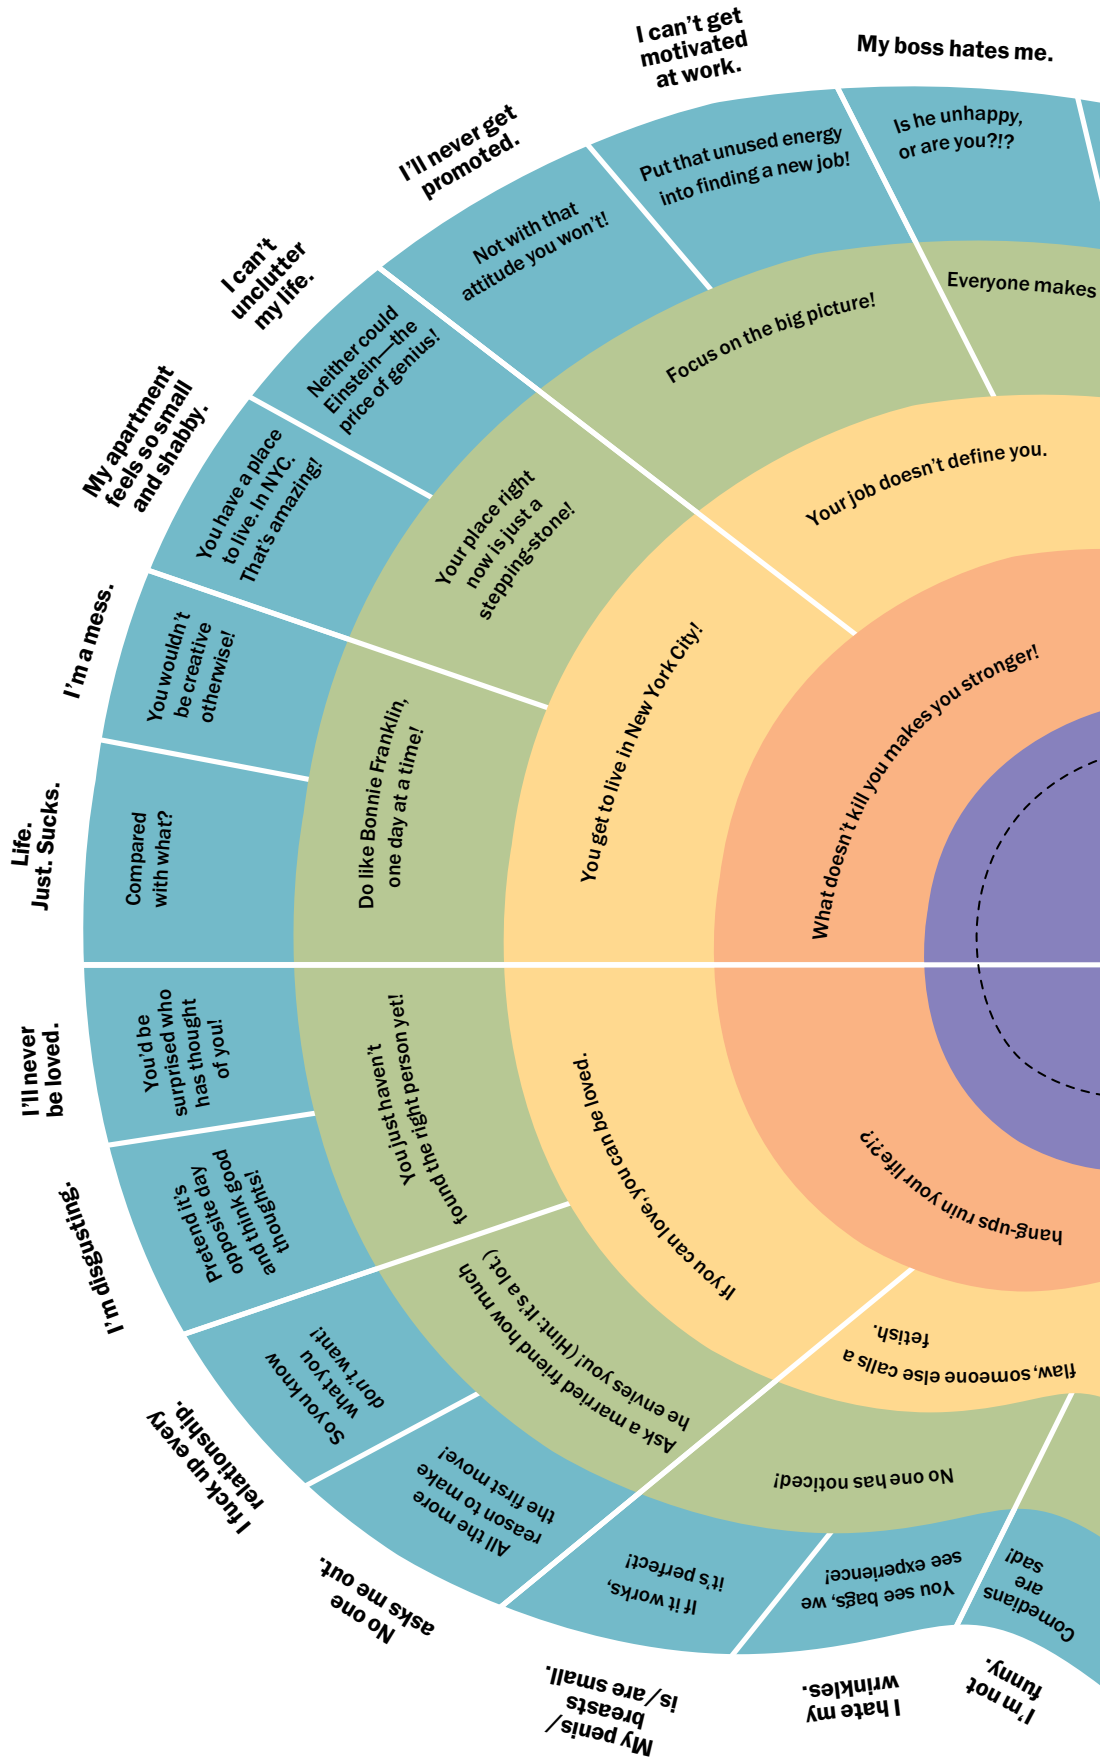 I can't get
motivated
at work.
My boss hates me.
I'll never get
promoted.
I can't
unclutter
my life.
My apartment
feels so small
and shabby.
I'm a mess.
Life.
Just. Sucks.
I'll never
be loved.
I'm disgusting.
I fuck up every
relationship.
No one
asks me out.
My penis/
breasts
is/are small.
I hate my
wrinkles.
I'm not
funny.
Is he unhappy,
or are you?!?
Put that unused energy
into finding a new job!
Not with that
attitude you won't!
Neither could
Einstein—the
price of genius!
You have a place
to live. In NYC.
That's amazing!
You wouldn't
be creative
otherwise!
Compared
with what?
You'd be
surprised who
has thought
of you!
Pretend it's
opposite day
and think good
thoughts!
So you know
what you
don't want!
All the more
reason to make
the first move!
If it works,
it's perfect!
You see bags, we
see experience!
Comedians
are
sad!
Everyone makes
Focus on the big picture!
Your place right
now is just a
stepping-stone!
Do like Bonnie Franklin,
one day at a time!
You just haven't
found the right person yet!
Ask a married friend how much
he envies you! (Hint: It's a lot.)
No one has noticed!
Your job doesn't define you.
You get to live in New York City!
If you can love, you can be loved.
flaw, someone else calls a
fetish.
What doesn't kill you makes you stronger!
hang-ups ruin your life?!?